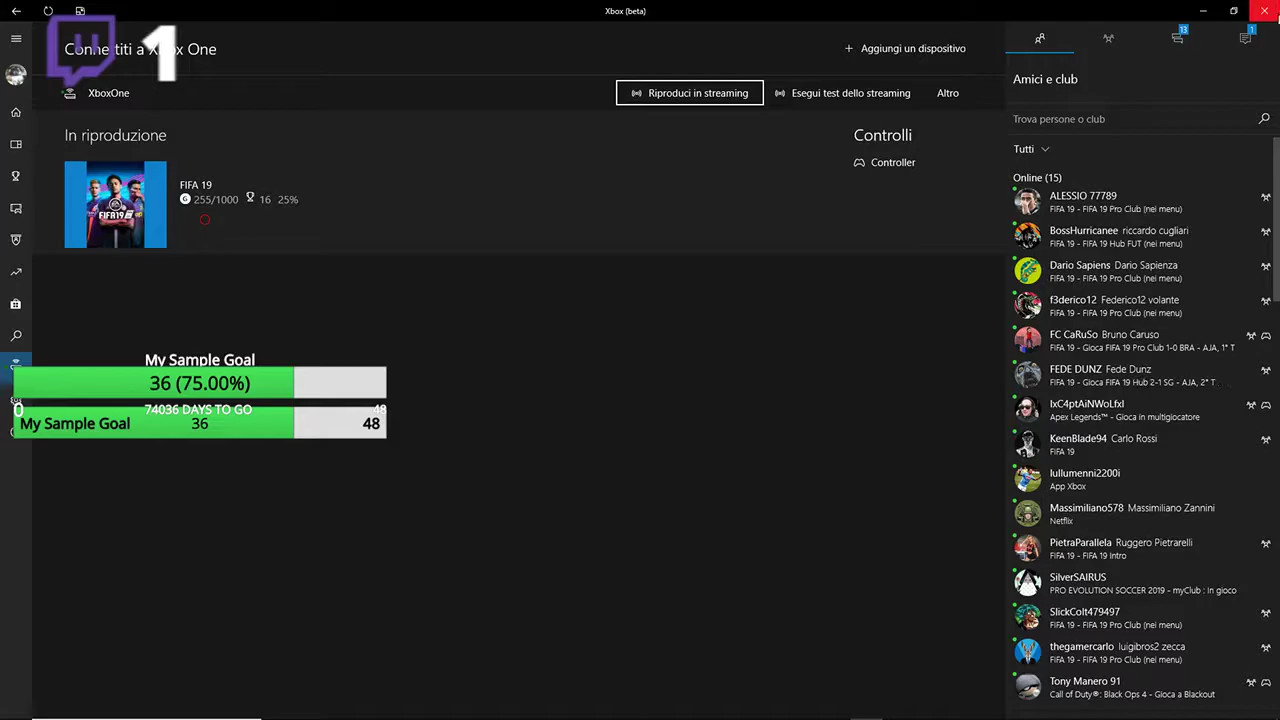 Xbox (beta)
1
Aggiungi un dispositivo
13
1
Amici e club
XboxOne
Riproduci in streaming
Esegui test dello streaming
Altro
Trova persone o club
In riproduzione
Controlli
Controller
FIFA 19
255/1000
16
25%
Tutti
Online (15)
ALESSIO 77789
FIFA 19 - FIFA 19 Pro Club (nei menu)
BossHurricanee riccardo cugliari
FIFA 19 - FIFA 19 Hub FUT (nei menu)
Dario Sapiens Dario Sapienza
FIFA 19 - FIFA 19 Pro Club (nei menu)
f3derico12 Federico12 volante
FIFA 19 - FIFA 19 Pro Club (nei menu)
FC CaRuSo Bruno Caruso
FIFA 19 - Gioca FIFA 19 Pro Club 1-0 BRA - AJA, 1° T
FEDE DUNZ Fede Dunz
FIFA 19 - Gioca FIFA 19 Hub 2-1 SG - AJA, 2° T
Apex Legends™ - Gioca in multigiocatore
KeenBlade94 Carlo Rossi
FIFA 19
lullumenni2200i
App Xbox
Massimiliano578 Massimiliano Zannini
Netflix
PietraParallela Ruggero Pietrarelli
FIFA 19 - FIFA 19 Intro
SilverSAIRUS
PRO EVOLUTION SOCCER 2019 - myClub : In gioco
SlickColt479497
FIFA 19 - FIFA 19 Pro Club (nei menu)
thegamercarlo luigibros2 zecca
FIFA 19 - FIFA 19 Pro Club (nei menu)
Tony Manero 91
Call of Duty®: Black Ops 4 - Gioca a Blackout
My Sample Goal
36 (75.00%)
0
74036 DAYS TO GO
48
My Sample Goal
36
48